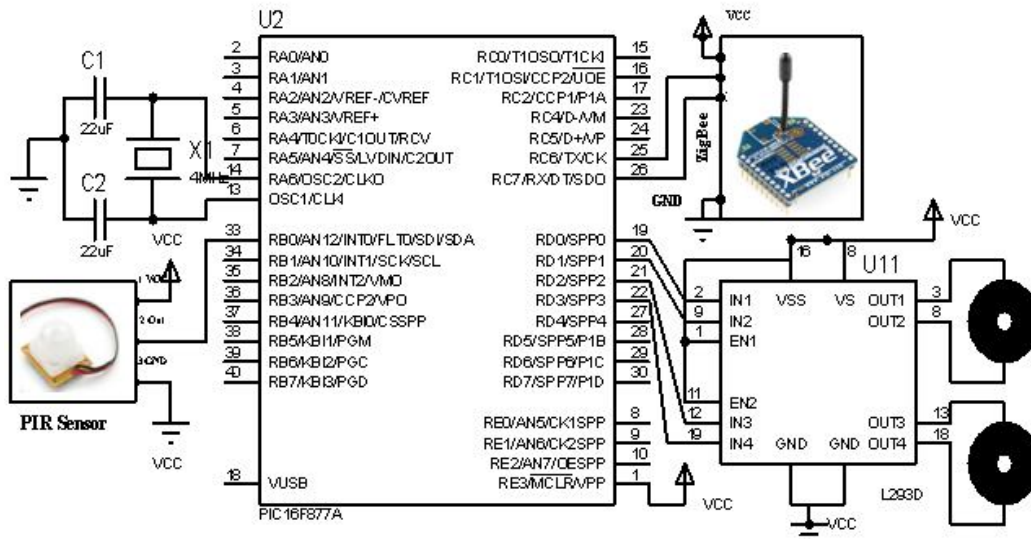 U2
C1
22uF
C2
22uF
X1
4MHz
VCC
2 RA0/AN0
3 RA1/AN1
4 RA2/AN2/VREF-/CVREF
5 RA3/AN3/VREF+
6 RA4/T0CKI/C1OUT/RCV
7 RA5/AN4/SS/LVDIN/C2OUT
14 RA6/OSC2/CLKO
13 OSC1/CLKI
33 RB0/AN12/INT0/FLT0/SDI/SDA
34 RB1/AN10/INT1/SCK/SCL
35 RB2/AN8/INT2/VMO
36 RB3/AN9/CCP2/VPO
37 RB4/AN11/KBI0/CSSPP
38 RB5/KBI1/PGM
39 RB6/KBI2/PGC
40 RB7/KBI3/PGD
18 VUSB
PIC16F877A
RC0/T1OSO/T1CKI 15
RC1/T1OSI/CCP2/UOE 16
RC2/CCP1/P1A 17
RC4/D-/VM 23
RC5/D+/VP 24
RC6/TX/CK 25
RC7/RX/DT/SDO 26
RD0/SPP0 19
RD1/SPP1 20
RD2/SPP2 21
RD3/SPP3 22
RD4/SPP4 27
RD5/SPP5/P1B 28
RD6/SPP6/P1C 29
RD7/SPP7/P1D 30
RE0/AN5/CK1SPP 8
RE1/AN6/CK2SPP 9
RE2/AN7/OESPP 10
RE3/MCLR/VPP 1
VCC
1 VCC
2 Out
3 GND
PIR Sensor
VCC
VCC
ZigBee
GND
XBee
VCC
U11
16
8
2 IN1
9 IN2
1 EN1
11 EN2
12 IN3
19 IN4
VSS
VS
GND
GND
OUT1 3
OUT2 8
OUT3 13
OUT4 18
L293D
VCC